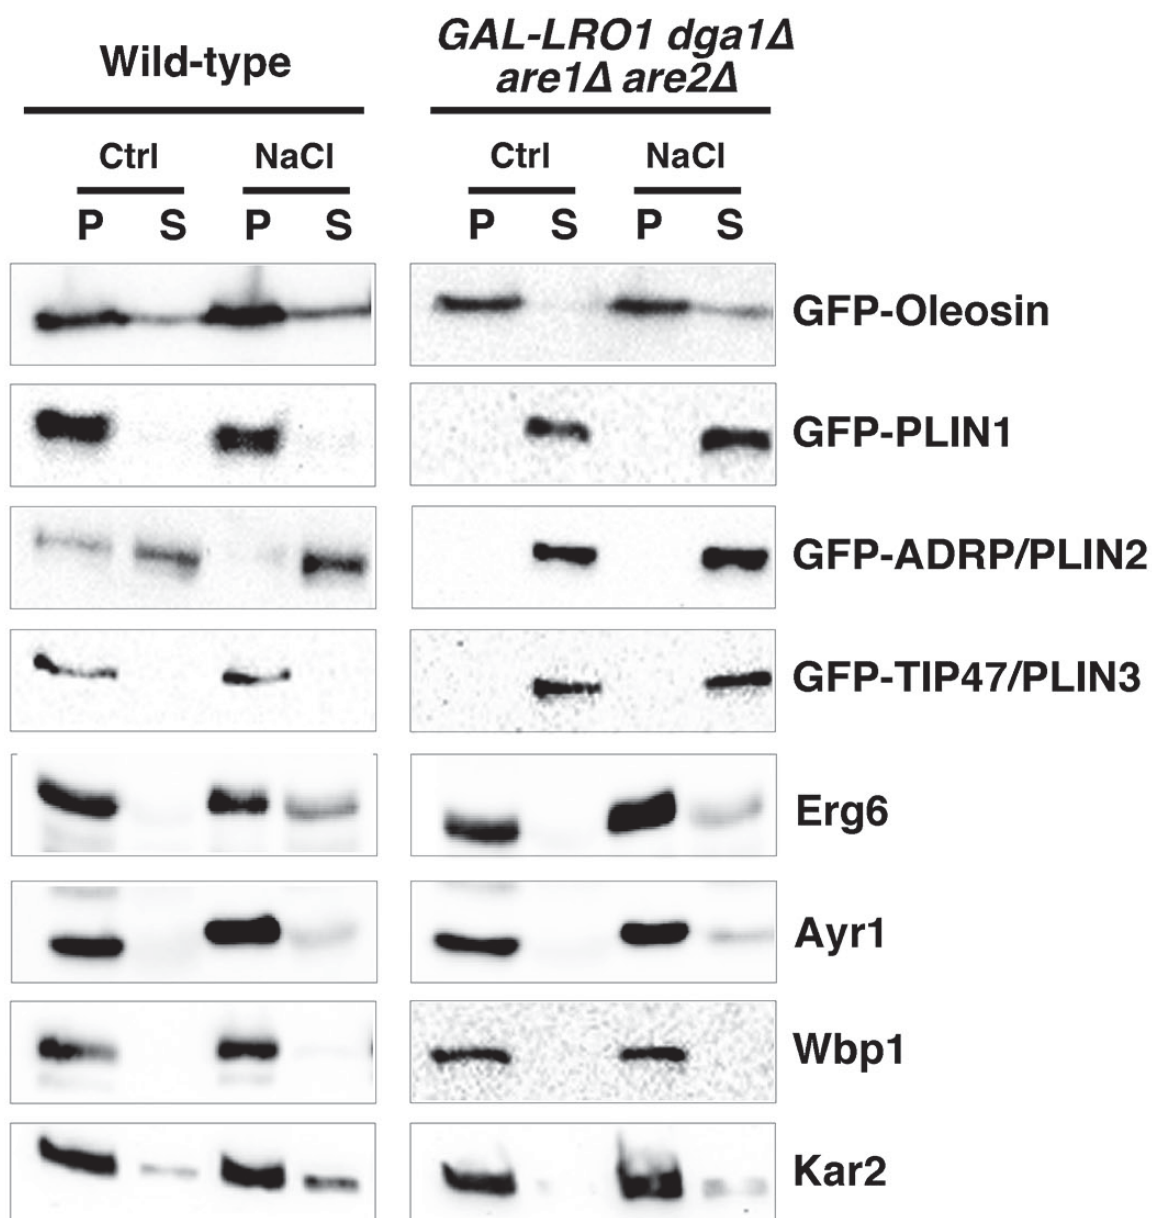 Wild-type
GAL-LRO1 dga1Δ
are1Δ are2Δ
Ctrl NaCl Ctrl NaCl
P S P S P S P S
GFP-Oleosin
GFP-PLIN1
GFP-ADRP/PLIN2
GFP-TIP47/PLIN3
Erg6
Ayr1
Wbp1
Kar2